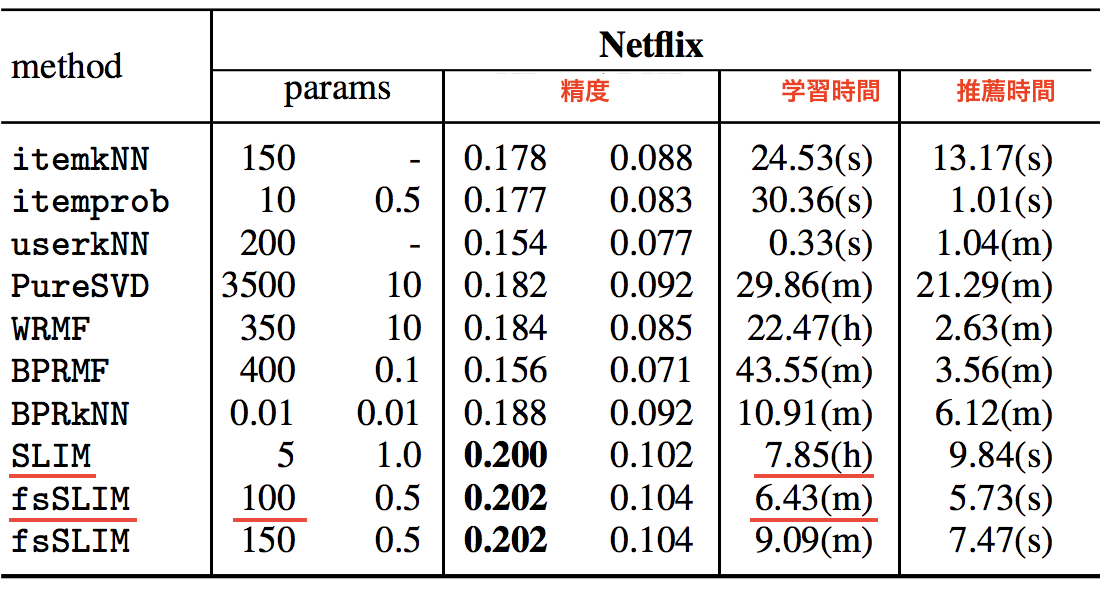 method Netflix
params 精度 学習時間 推薦時間
itemkNN 150 - 0.178 0.088 24.53(s) 13.17(s)
itemprob 10 0.5 0.177 0.083 30.36(s) 1.01(s)
userkNN 200 - 0.154 0.077 0.33(s) 1.04(m)
PureSVD 3500 10 0.182 0.092 29.86(m) 21.29(m)
WRMF 350 10 0.184 0.085 22.47(h) 2.63(m)
BPRMF 400 0.1 0.156 0.071 43.55(m) 3.56(m)
BPRkNN 0.01 0.01 0.188 0.092 10.91(m) 6.12(m)
SLIM 5 1.0 0.200 0.102 7.85(h) 9.84(s)
fsSLIM 100 0.5 0.202 0.104 6.43(m) 5.73(s)
fsSLIM 150 0.5 0.202 0.104 9.09(m) 7.47(s)